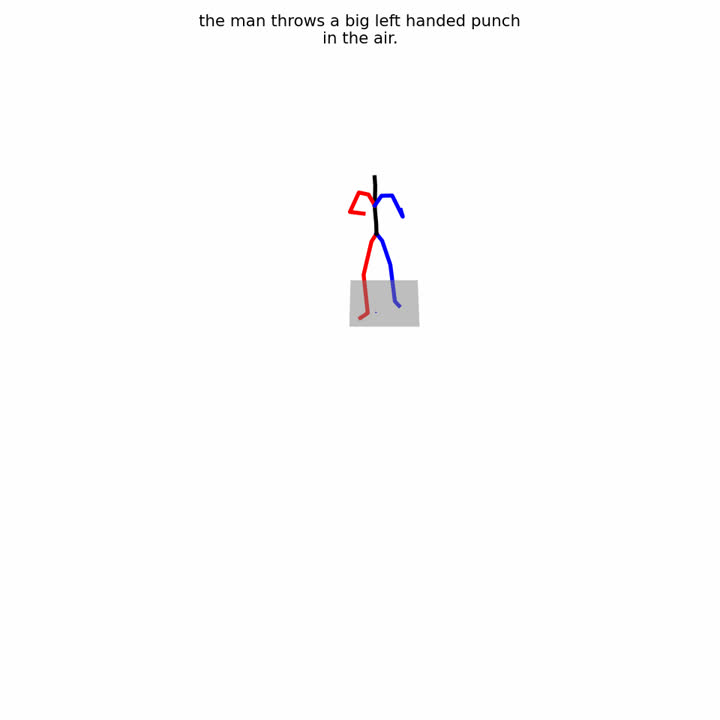 the man throws a big left handed punch
in the air.